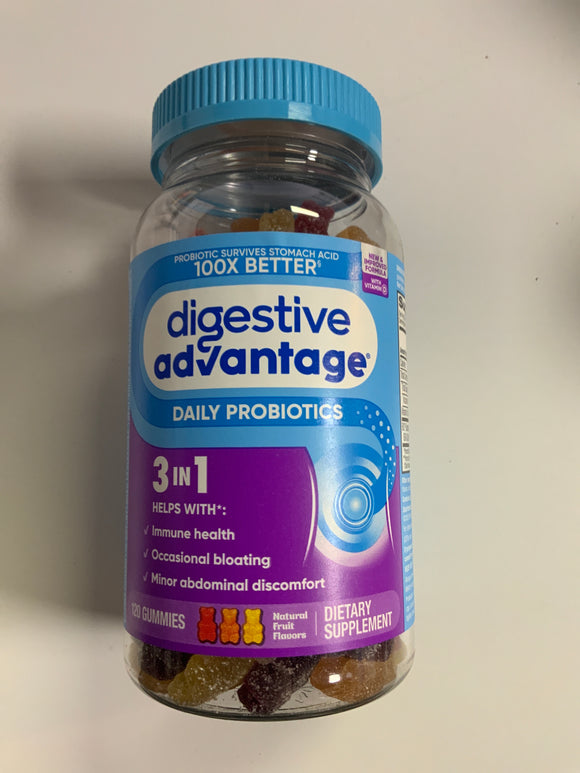 PROBIOTIC SURVIVES STOMACH ACID
100X BETTER§
NEW &
IMPROVED
FORMULA
WITH
VITAMIN D
digestive
advantage®
DAILY PROBIOTICS
3 IN 1
HELPS WITH*:
✓ Immune health
✓ Occasional bloating
✓ Minor abdominal discomfort
120 GUMMIES
Natural
Fruit
Flavors
DIETARY
SUPPLEMENT